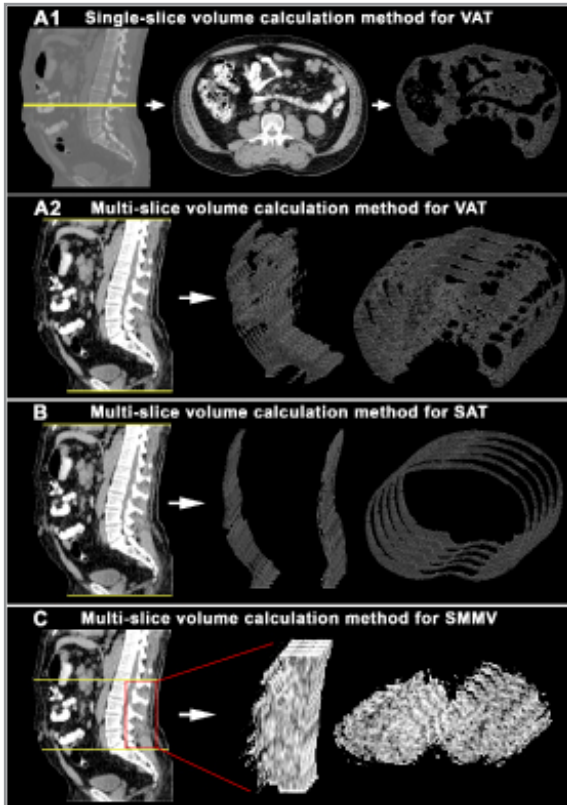 A1 Single-slice volume calculation method for VAT
A2 Multi-slice volume calculation method for VAT
B Multi-slice volume calculation method for SAT
C Multi-slice volume calculation method for SMMV